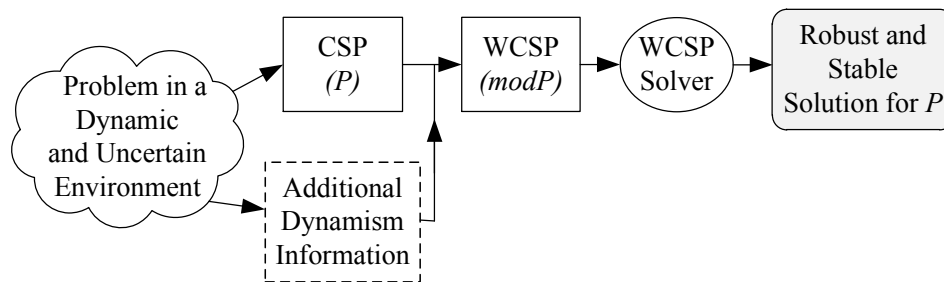 Problem in a
Dynamic
and Uncertain
Environment
CSP
(P)
Additional
Dynamism
Information
WCSP
(modP)
WCSP
Solver
Robust and
Stable
Solution for P